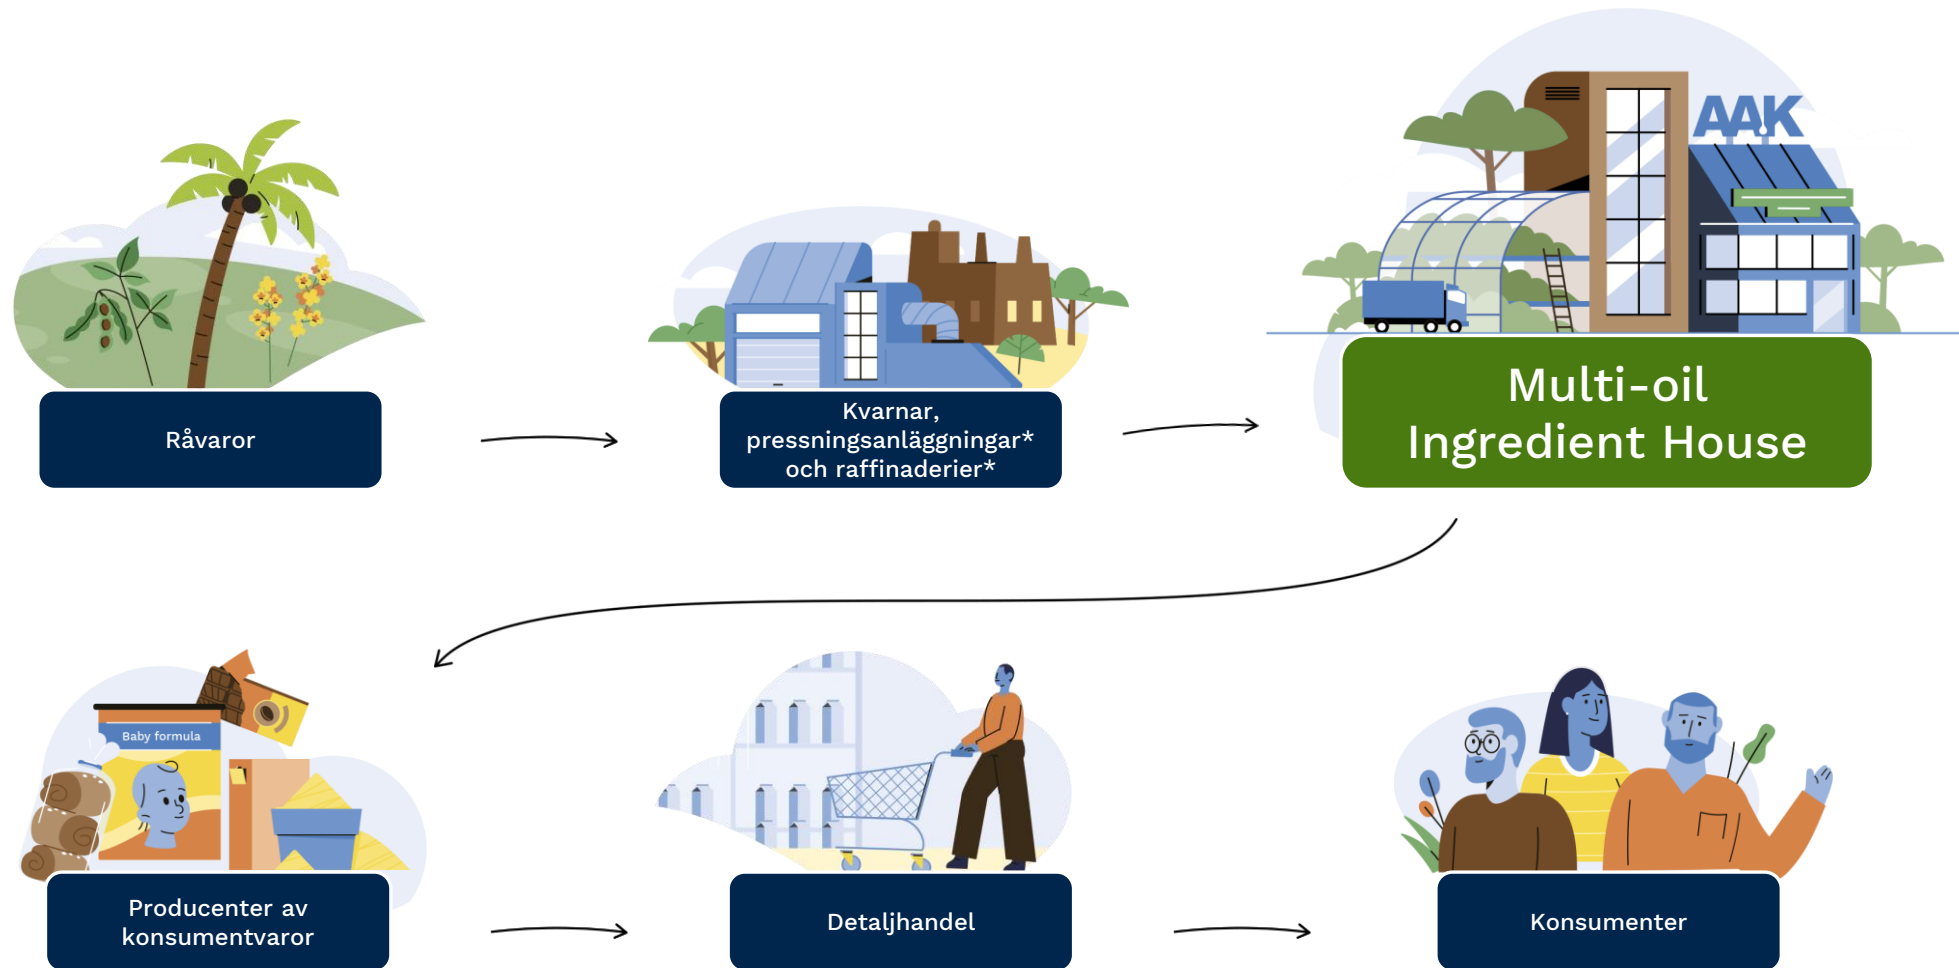 AAK
Råvaror
Kvarnar,
pressningsanläggningar*
och raffinaderier*
Multi-oil
Ingredient House
Baby formula
Producenter av
konsumentvaror
Detaljhandel
Konsumenter